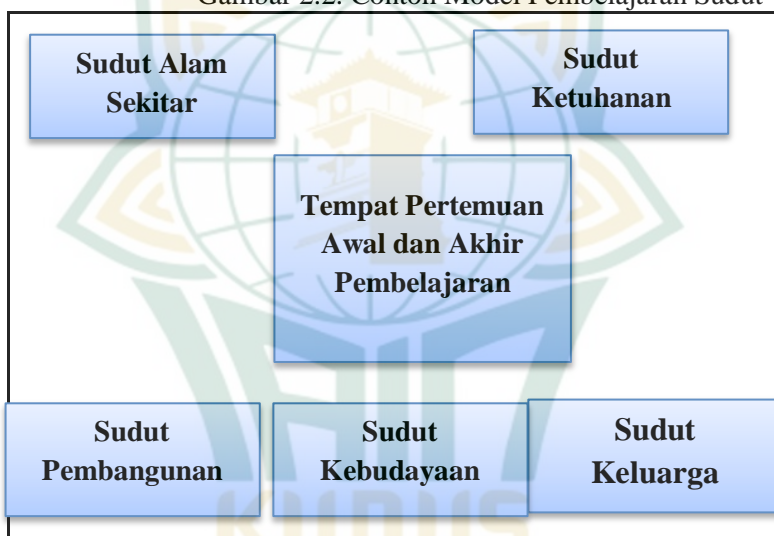 Gambar 2.2. Contoh Model Pembelajaran Sudut
Sudut Alam
Sekitar
Sudut
Ketuhanan
Tempat Pertemuan
Awal dan Akhir
Pembelajaran
Sudut
Pembangunan
Sudut
Kebudayaan
Sudut
Keluarga
KUDUS